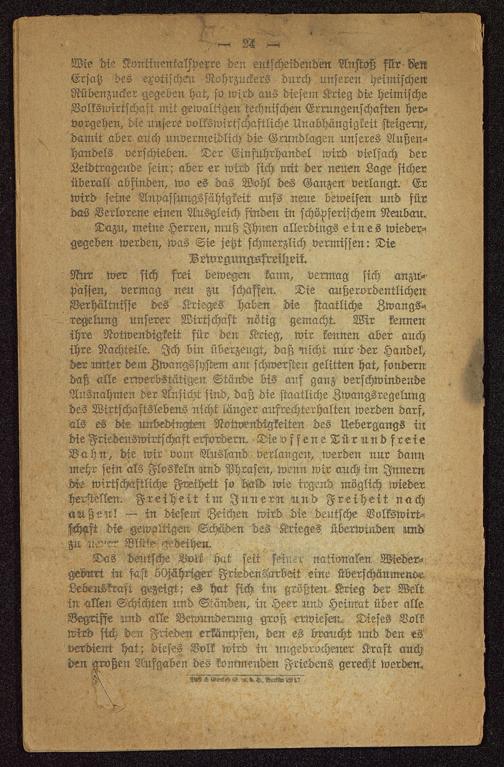 — 24 —
Wie die Kontinentalsperre den entscheidenden Anstoß für den
Ersatz des exotischen Rohrzuckers durch unseren heimischen
Rübenzucker gegeben hat, so wird aus diesem Krieg die heimische
Volkswirtschaft mit gewaltigen technischen Errungenschaften her-
vorgehen, die unsere volkswirtschaftliche Unabhängigkeit steigern,
damit aber auch unvermeidlich die Grundlagen unseres Außen-
handels verschieben. Der Einfuhrhandel wird vielfach der
Leidtragende sein; aber er wird sich mit der neuen Lage sicher
überall abfinden, wo es das Wohl des Ganzen verlangt. Er
wird seine Anpassungsfähigkeit aufs neue beweisen und für
das Verlorene einen Ausgleich finden in schöpferischem Neubau.
Dazu, meine Herren, muß Ihnen allerdings eines wieder-
gegeben werden, was Sie jetzt schmerzlich vermissen: Die
Bewegungsfreiheit.
Nur wer sich frei bewegen kann, vermag sich anzu-
passen, vermag neu zu schaffen. Die außerordentlichen
Verhältnisse des Krieges haben die staatliche Zwangs-
regelung unserer Wirtschaft nötig gemacht. Wir kennen
ihre Notwendigkeit für den Krieg, wir kennen aber auch
ihre Nachteile. Ich bin überzeugt, daß nicht nur der Handel,
der unter dem Zwangssystem am schwersten gelitten hat, sondern
daß alle erwerbstätigen Stände bis auf ganz verschwindende
Ausnahmen der Ansicht sind, daß die staatliche Zwangsregelung
des Wirtschaftslebens nicht länger aufrechterhalten werden darf,
als es die unbedingten Notwendigkeiten des Uebergangs in
die Friedenswirtschaft erfordern. Die offene Tür und freie
Bahn, die wir vom Ausland verlangen, werden nur dann
mehr sein als Floskeln und Phrasen, wenn wir auch im Innern
die wirtschaftliche Freiheit so bald wie irgend möglich wieder
herstellen. Freiheit im Innern und Freiheit nach
außen! — in diesem Zeichen wird die deutsche Volkswirt-
schaft die gewaltigen Schäden des Krieges überwinden und
zu neuer Blüte gedeihen.
Das deutsche Volk hat seit seiner nationalen Wieder-
geburt in fast 50jähriger Friedensarbeit eine überschäumende
Lebenskraft gezeigt; es hat sich im größten Krieg der Welt
in allen Schichten und Ständen, in Heer und Heimat über alle
Begriffe und alle Bewunderung groß erwiesen. Dieses Volk
wird sich den Frieden erkämpfen, den es braucht und den es
verdient hat; dieses Volk wird in ungebrochener Kraft auch
den großen Aufgaben des kommenden Friedens gerecht werden.
G. m. b. H., Berlin